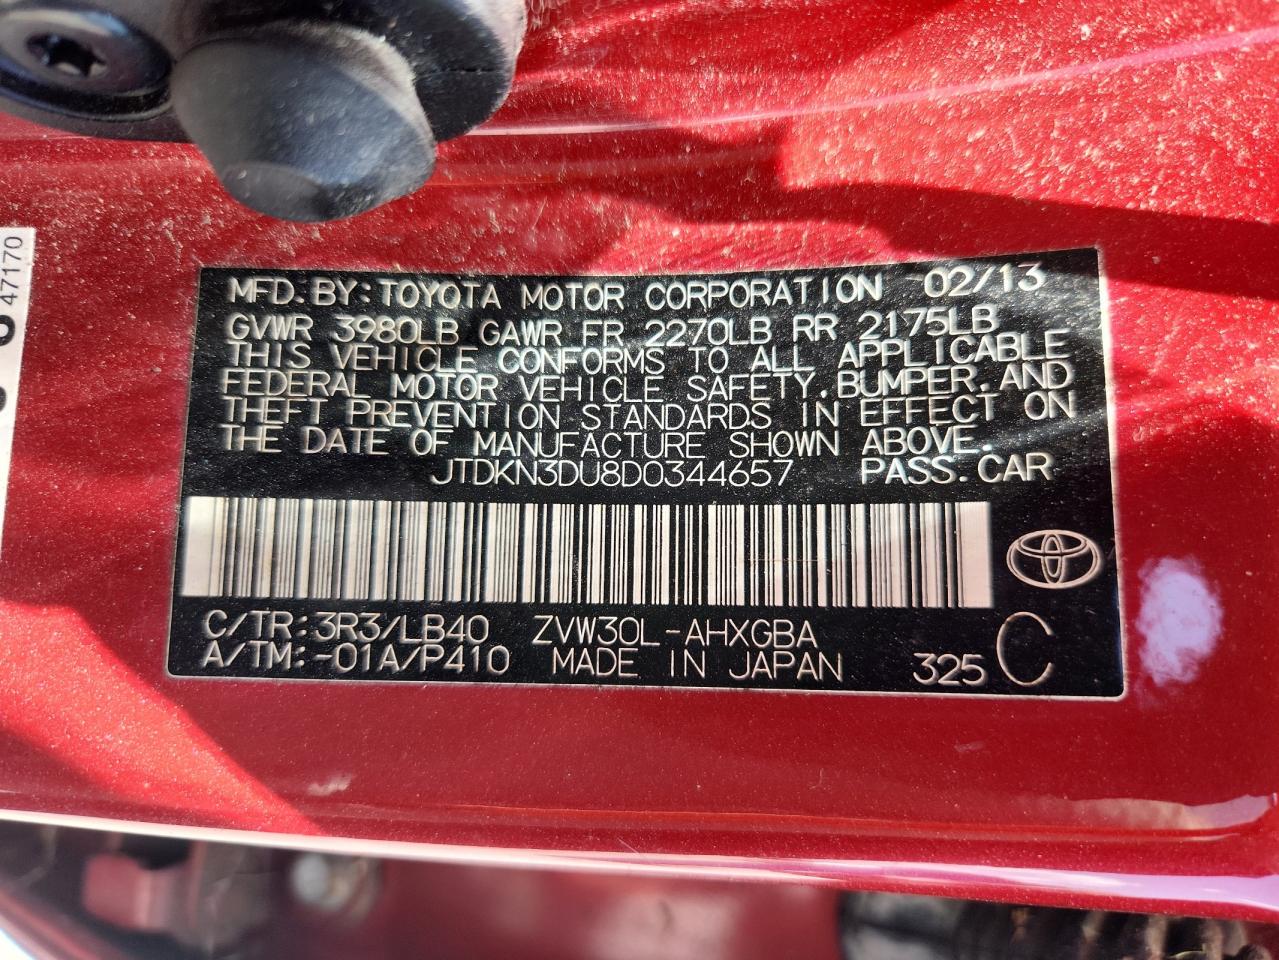 MFD.BY:TOYOTA MOTOR CORPORATION 02/13
GVWR 3980LB GAWR FR 2270LB RR 2175LB
THIS VEHICLE CONFORMS TO ALL APPLICABLE
FEDERAL MOTOR VEHICLE SAFETY,BUMPER,AND
THEFT PREVENTION STANDARDS IN EFFECT ON
THE DATE OF MANUFACTURE SHOWN ABOVE.
JTDKN3DU8D0344657 PASS.CAR
C/TR:3R3/LB40 ZVW30L-AHXGBA
A/TM:-01A/P410 MADE IN JAPAN 325 C
47170